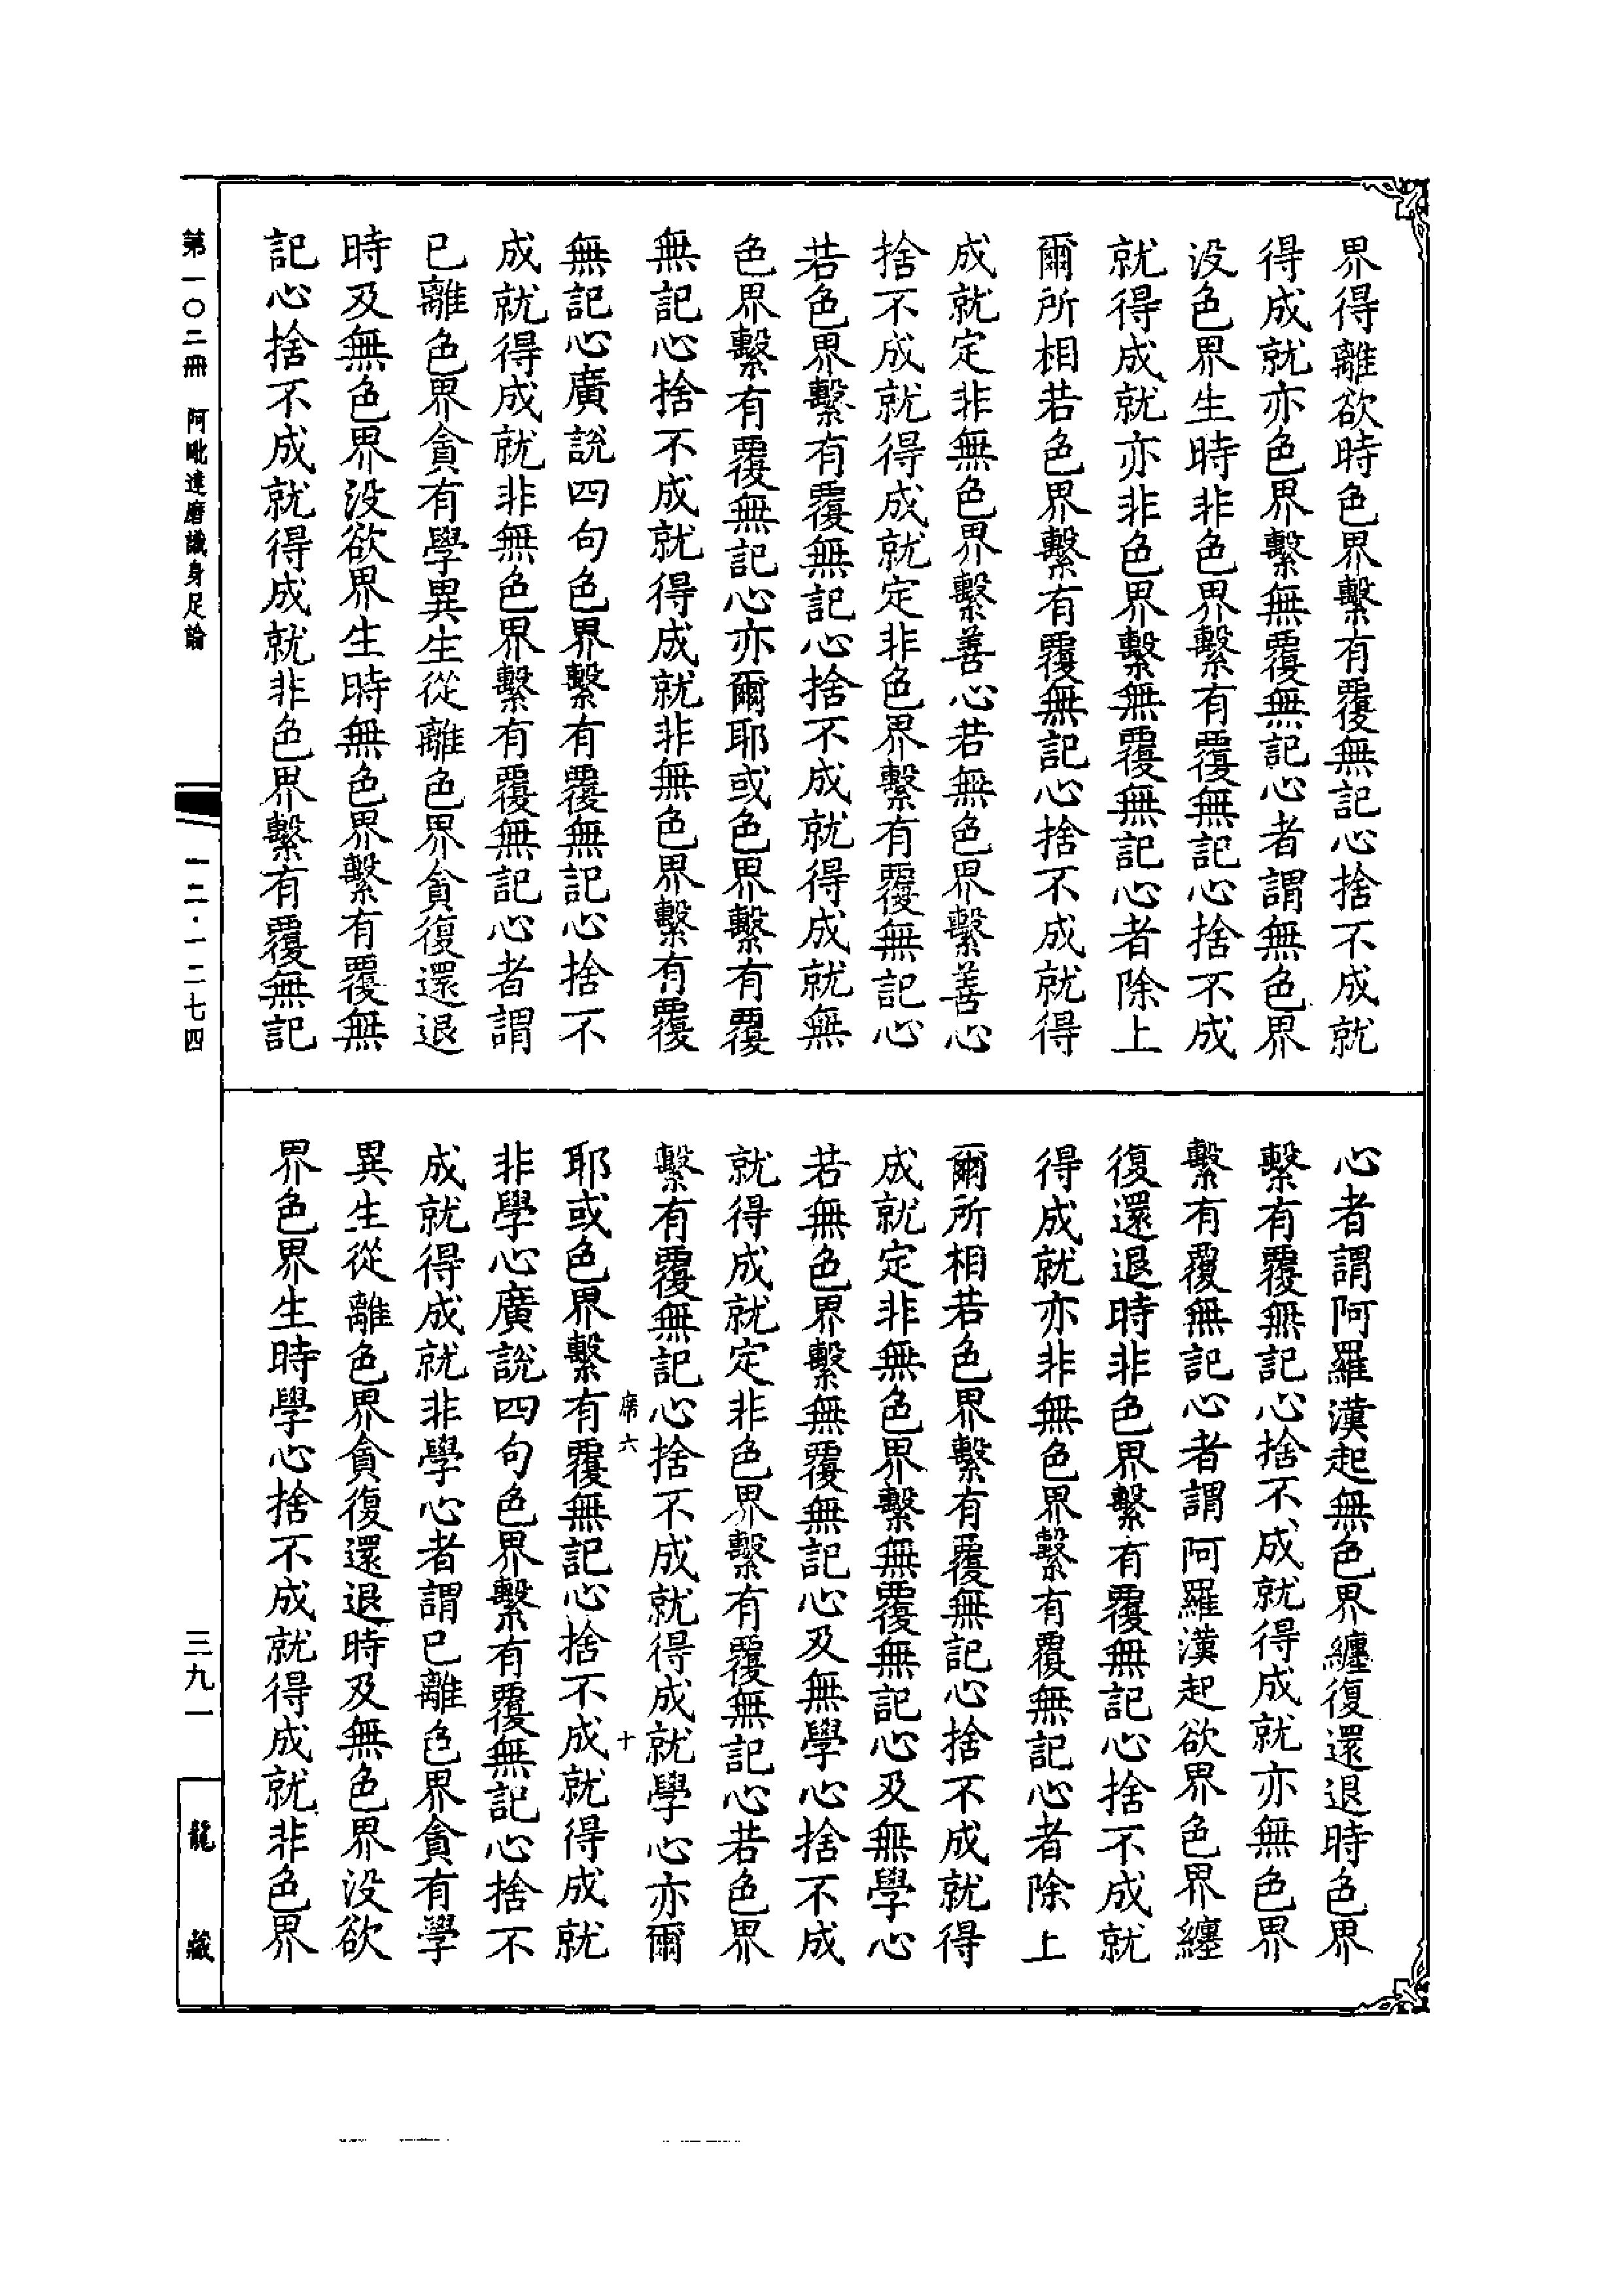 界得離欲時色界繫有覆無記心捨不成就
得成就亦色界繫無覆無記心者謂無色界
没色界生時非色界繫有覆無記心捨不成
就得成就亦非色界繫無覆無記心者除上
爾所相若色界繫有覆無記心捨不成就得
成就定非無色界繫善心若無色界繫善心
捨不成就得成就定非色界繫有覆無記心
若色界繫有覆無記心捨不成就得成就無
色界繫有覆無記心亦爾耶或色界繫有覆
無記心捨不成就得成就非無色界繫有覆
無記心廣說四句色界繫有覆無記心捨不
成就得成就非無色界繫有覆無記心者謂
已離色界貪有學異生從離色界貪復還退
時及無色界没欲界生時無色界繫有覆無
記心捨不成就得成就非色界繫有覆無記
心者謂阿羅漢起無色界纏復還退時色界
繫有覆無記心捨不成就得成就亦無色界
繫有覆無記心者謂阿羅漢起欲界色界纏
復還退時非色界繫有覆無記心捨不成就
得成就亦非無色界繫有覆無記心者除上
爾所相若色界繫有覆無記心捨不成就得
成就定非無色界繫無覆無記心及無學心
若無色界繫無覆無記心及無學心捨不成
就得成就定非色界繫有覆無記心若色界
繫有覆無記心捨不成就得成就學心亦爾
席六 十
耶或色界繫有覆無記心捨不成就得成就
非學心廣說四句色界繫有覆無記心捨不
成就得成就非學心者謂已離色界貪有學
異生從離色界貪復還退時及無色界没欲
界色界生時學心捨不成就得成就非色界
第一〇二冊 阿毗達磨識身足論
一二·一二七四
三九一
龍藏